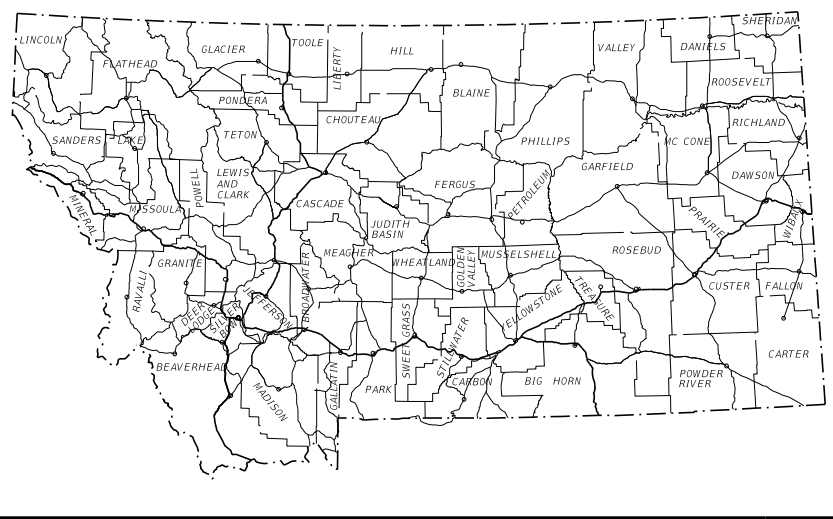 SHERIDAN
LINCOLN
GLACIER
TOOLE
LIBERTY
HILL
VALLEY
DANIELS
FLATHEAD
BLAINE
ROOSEVELT
PONDERA
CHOUTEAU
RICHLAND
SANDERS
LAKE
TETON
PHILLIPS
MC CONE
GARFIELD
DAWSON
LEWIS
AND
CLARK
POWELL
FERGUS
PETROLEUM
MINERAL
MISSOULA
CASCADE
JUDITH
BASIN
PRAIRIE
WIBAUX
GRANITE
MEAGHER
WHEATLAND
GOLDEN
VALLEY
MUSSELSHELL
ROSEBUD
RAVALLI
BROADWATER
CUSTER
FALLON
DEER
LODGE
SILVER
BOW
JEFFERSON
SWEET GRASS
STILLWATER
YELLOWSTONE
TREASURE
CARTER
BEAVERHEAD
MADISON
GALLATIN
PARK
CARBON
BIG HORN
POWDER
RIVER